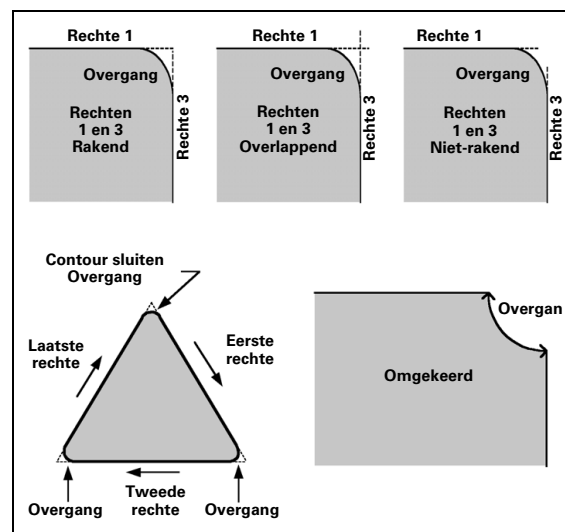 Rechte 1
Overgang
Rechten
1 en 3
Rakend
Rechte 3
Rechte 1
Overgang
Rechten
1 en 3
Overlappend
Rechte 3
Rechte 1
Overgang
Rechten
1 en 3
Niet-rakend
Rechte 3
Contour sluiten
Overgang
Laatste
rechte
Eerste
rechte
Overgang
Tweede
rechte
Overgang
Overgan
Omgekeerd